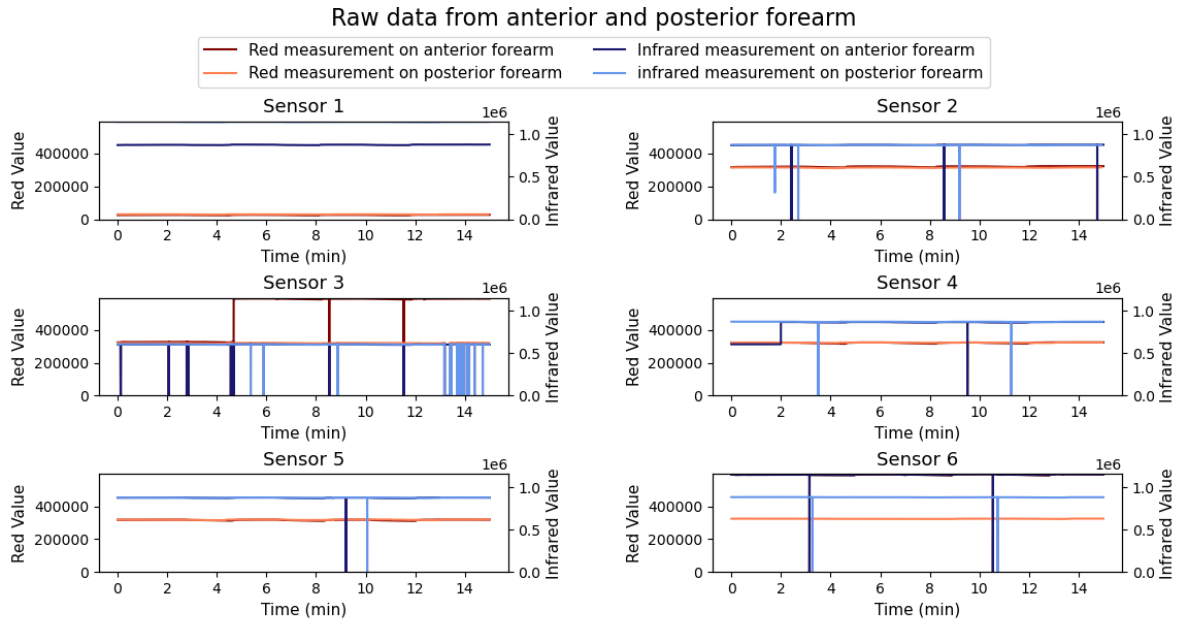 Raw data from anterior and posterior forearm
Red measurement on anterior forearm
Infrared measurement on anterior forearm
Red measurement on posterior forearm
infrared measurement on posterior forearm
Sensor 1
1e6
Red Value
400000
200000
0
1.0
0.5
0.0
Infrared Value
0 2 4 6 8 10 12 14
Time (min)
Sensor 2
1e6
Red Value
400000
200000
0
1.0
0.5
0.0
Infrared Value
0 2 4 6 8 10 12 14
Time (min)
Sensor 3
1e6
Red Value
400000
200000
0
1.0
0.5
0.0
Infrared Value
0 2 4 6 8 10 12 14
Time (min)
Sensor 4
1e6
Red Value
400000
200000
0
1.0
0.5
0.0
Infrared Value
0 2 4 6 8 10 12 14
Time (min)
Sensor 5
1e6
Red Value
400000
200000
0
1.0
0.5
0.0
Infrared Value
0 2 4 6 8 10 12 14
Time (min)
Sensor 6
1e6
Red Value
400000
200000
0
1.0
0.5
0.0
Infrared Value
0 2 4 6 8 10 12 14
Time (min)